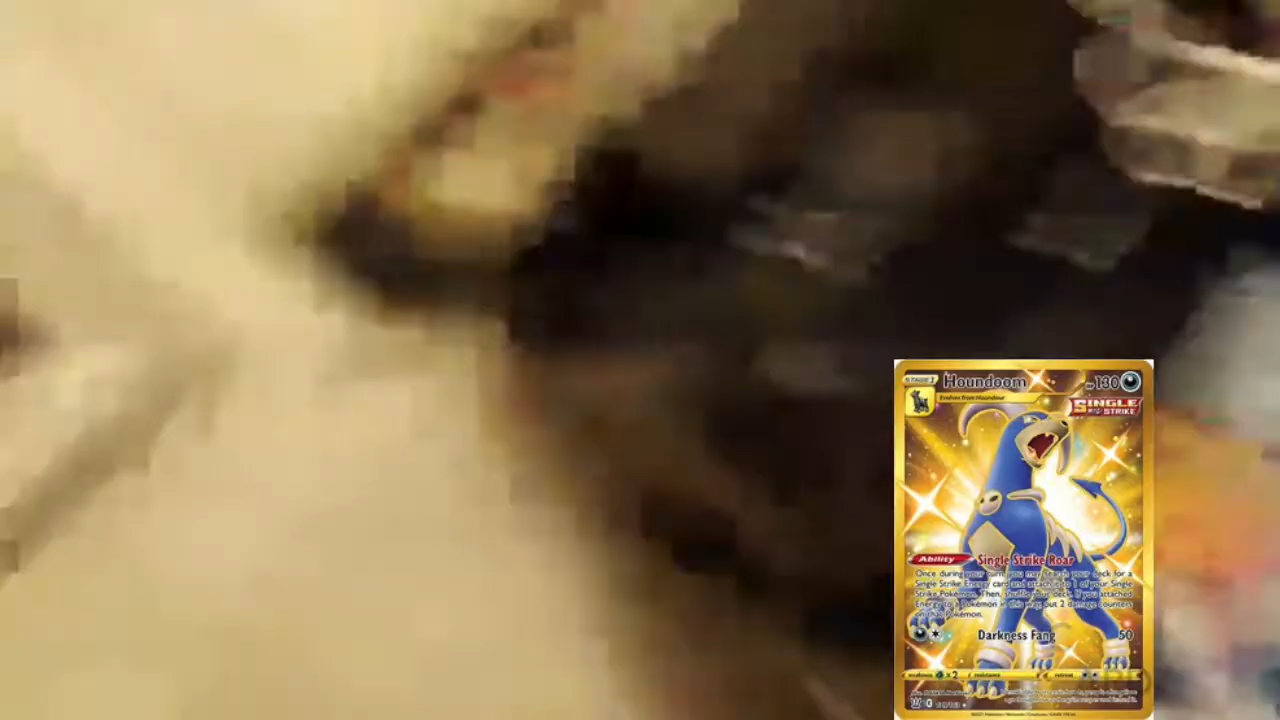 STAGE 1 Houndoom HP 130
Evolves from Houndour
SINGLE
STRIKE
Ability Single Strike Roar
Once during your turn, you may search your deck for a
Single Strike Energy card and attach it to 1 of your Single
Strike Pokémon. Then, shuffle your deck. If you attached
Energy to a Pokémon in this way, put 2 damage counters
on that Pokémon.
Darkness Fang 50
weakness ×2 resistance retreat